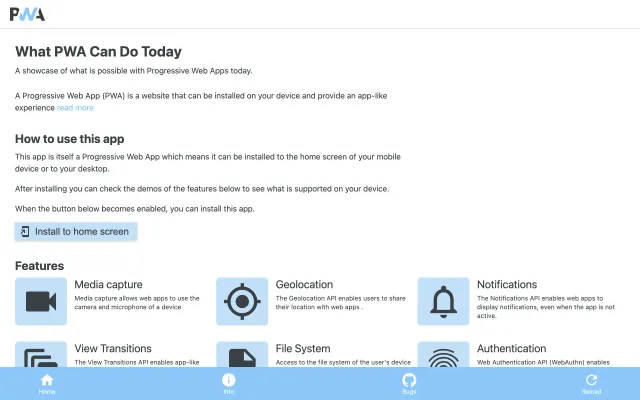 PWA
What PWA Can Do Today
A showcase of what is possible with Progressive Web Apps today.
A Progressive Web App (PWA) is a website that can be installed on your device and provide an app-like
experience read more
How to use this app
This app is itself a Progressive Web App which means it can be installed to the home screen of your mobile
device or to your desktop.
After installing you can check the demos of the features below to see what is supported on your device.
When the button below becomes enabled, you can install this app.
Install to home screen
Features
Media capture
Media capture allows web apps to use the
camera and microphone of a device
Geolocation
The Geolocation API enables users to share
their location with web apps .
Notifications
The Notifications API enables web apps to
display notifications, even when the app is not
active.
View Transitions
The View Transitions API enables app-like
File System
Access to the file system of the user's device
Authentication
Web Authentication API (WebAuthn) enables
Home
Info
Bugs
Reload